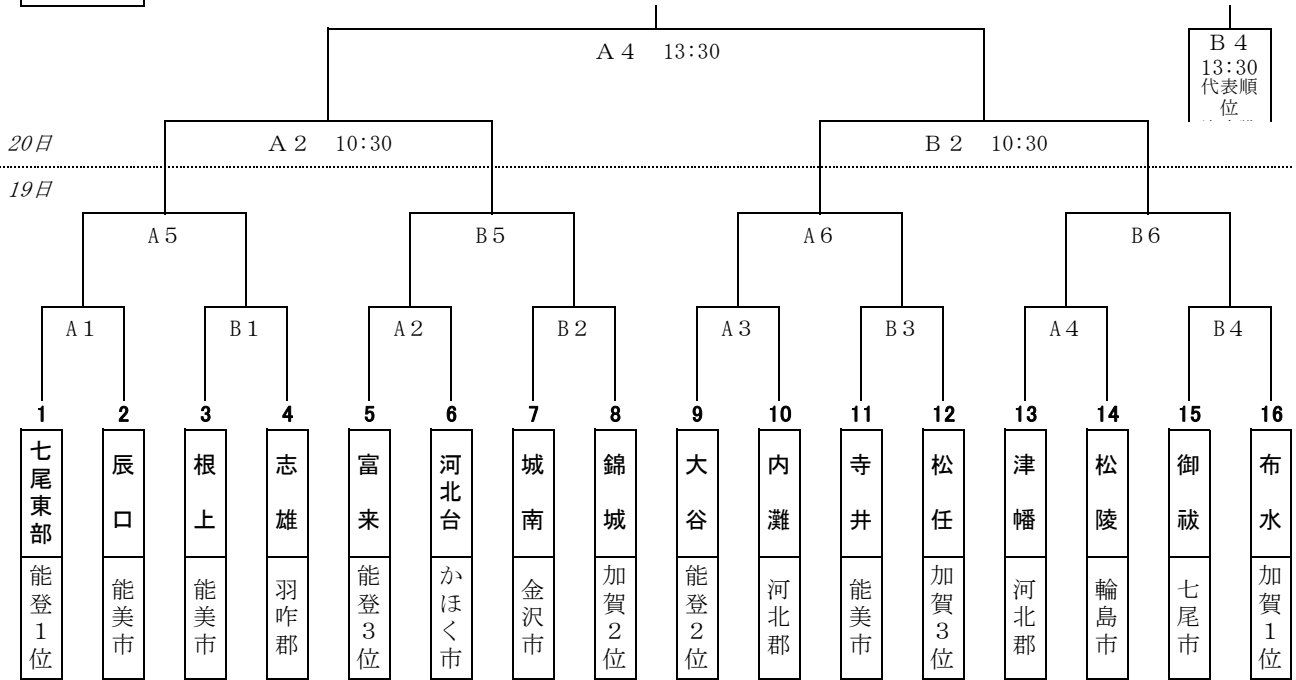 Ａ４　13:30
Ｂ４
13:30
代表順
位
20日
Ａ２　10:30
Ｂ２　10:30
19日
A５
B５
A６
B６
A１
B１
A２
B２
A３
B３
A４
B４
1
2
3
4
5
6
7
8
9
10
11
12
13
14
15
16
七尾東部
辰口
根上
志雄
富来
河北台
城南
錦城
大谷
内灘
寺井
松任
津幡
松陵
御祓
布水
能登１位
能美市
能美市
羽咋郡
能登３位
かほく市
金沢市
加賀２位
能登２位
河北郡
能美市
加賀３位
河北郡
輪島市
七尾市
加賀１位